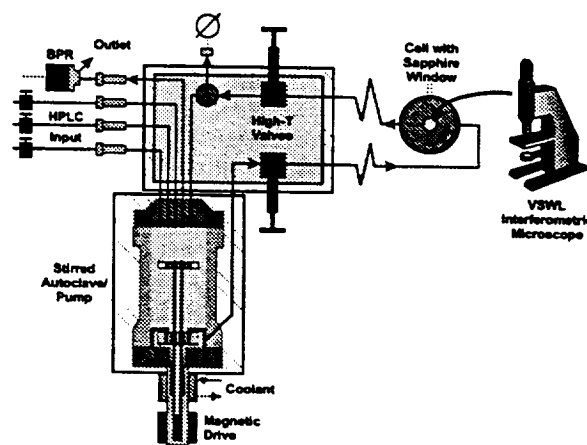 BPR
Outlet
HPLC
Input
High-T
Valves
Cell with
Sapphire
Window
VSWL
Interferometric
Microscope
Stirred
Autoclave/
Pump
Coolant
Magnetic
Drive